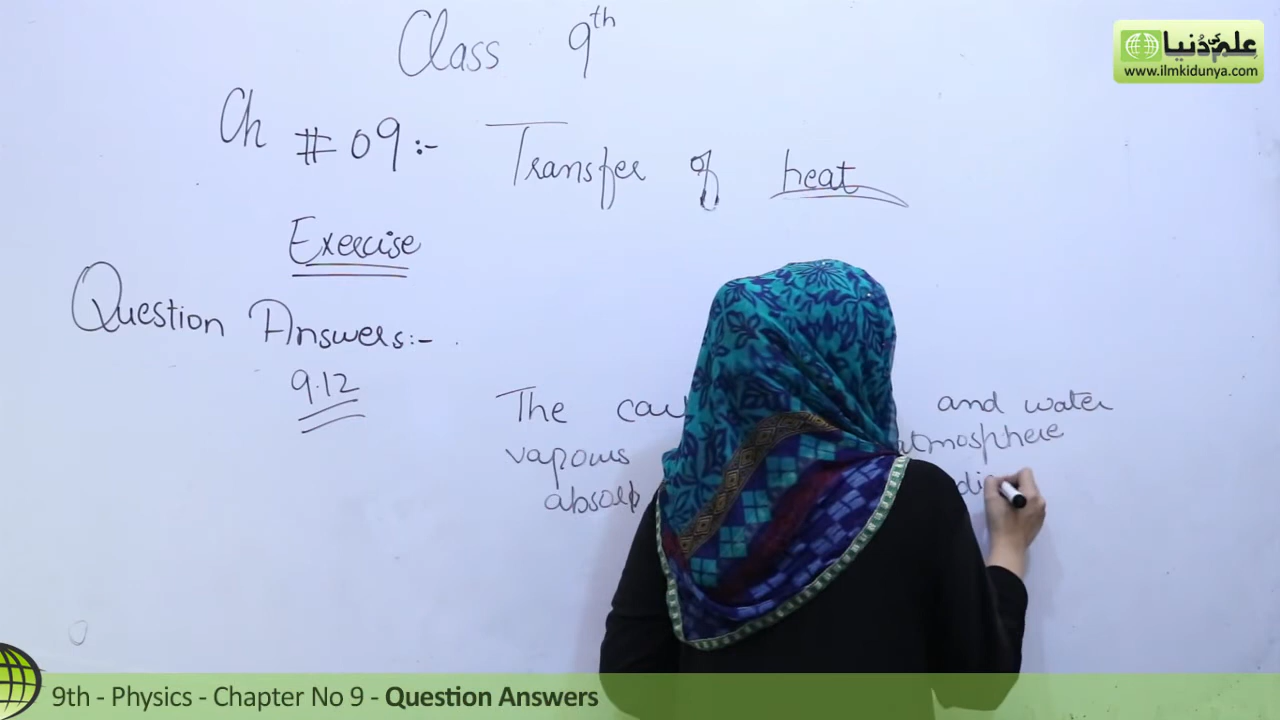 Class 9th
علم کی دنیا
www.ilmkidunya.com
Ch #09:- Transfer of heat
Exercise
Question Answers:-
9.12
The and water
vapours atmosphere
absorb
9th - Physics - Chapter No 9 - Question Answers